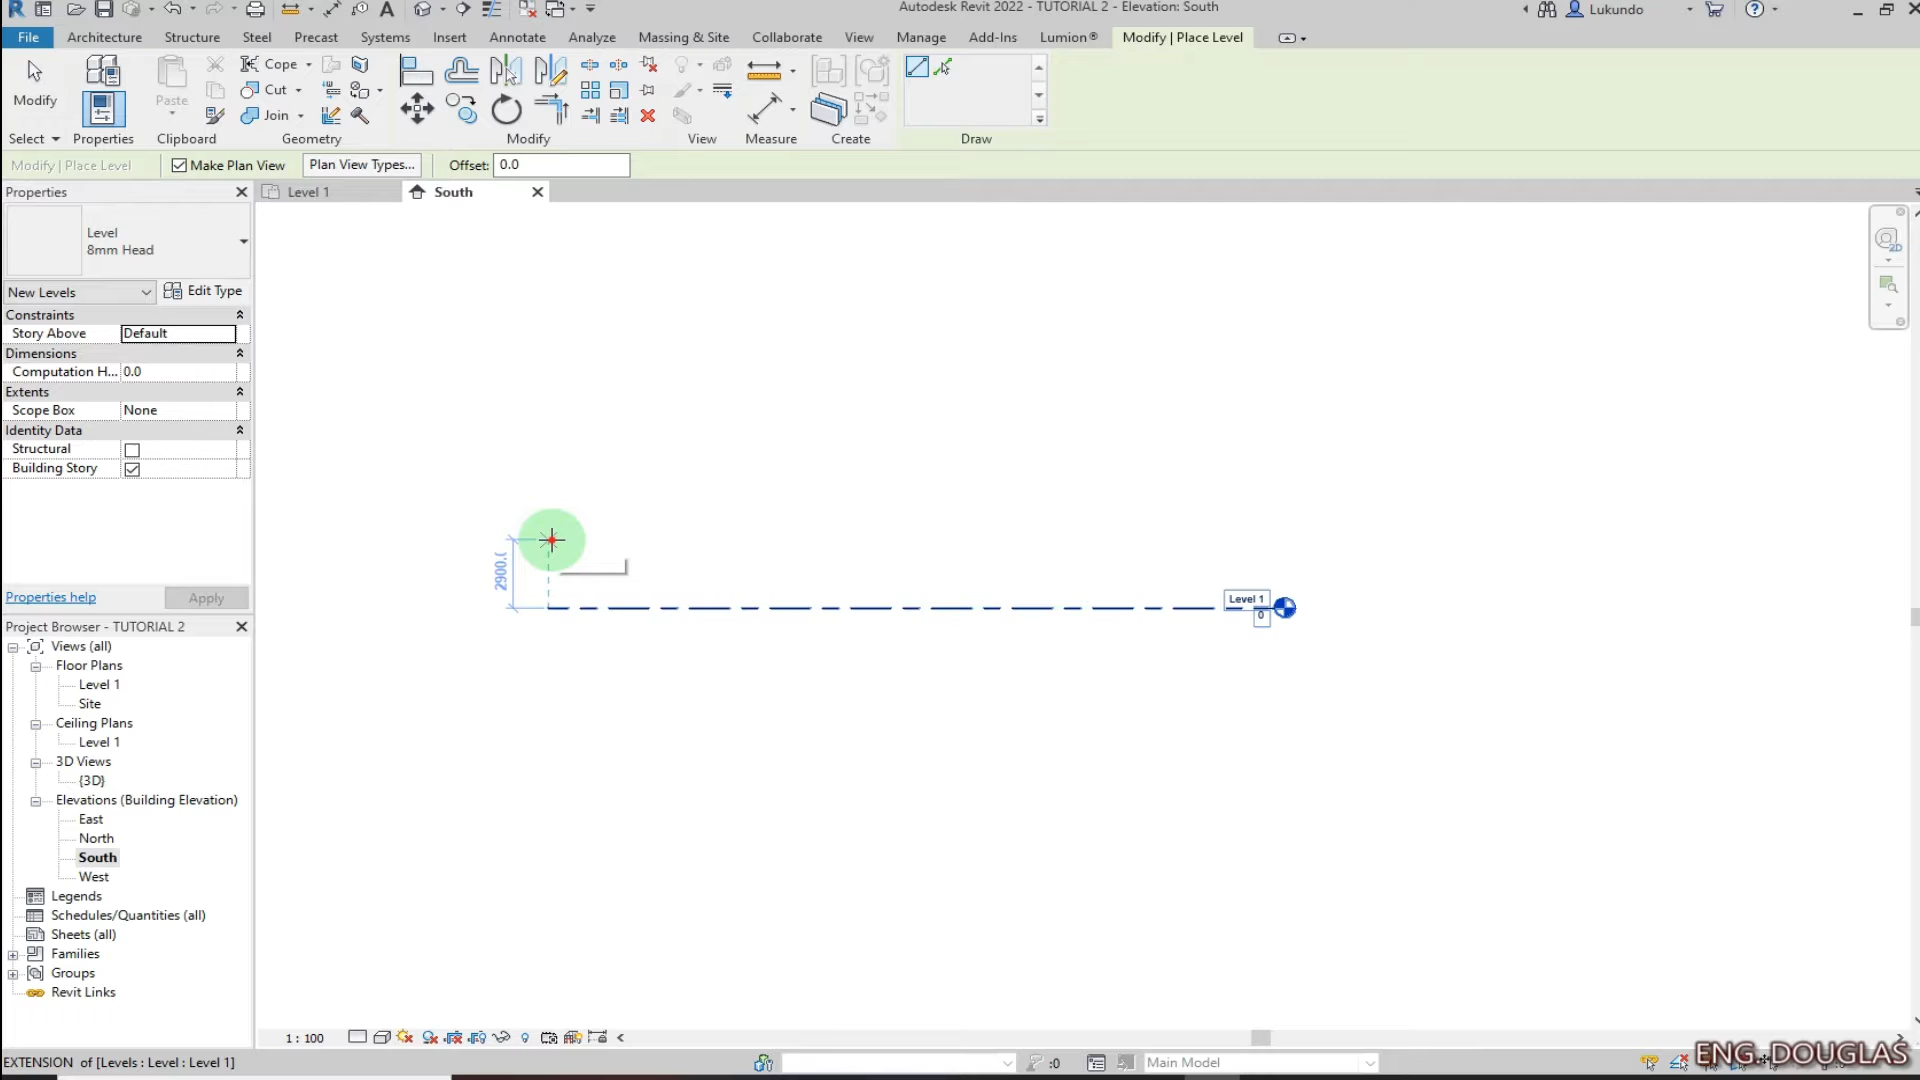 Autodesk Revit 2022 - TUTORIAL 2 - Elevation: South
Lukundo
File Architecture Structure Steel Precast Systems Insert Annotate Analyze Massing & Site Collaborate View Manage Add-Ins Lumion® Modify | Place Level
Modify
Paste
Cope
Cut
Join
Select Properties Clipboard Geometry Modify View Measure Create Draw
Modify | Place Level Make Plan View Plan View Types... Offset: 0.0
Properties
Level 1
South
Level
8mm Head
New Levels Edit Type
Constraints
Story Above Default
Dimensions
Computation H... 0.0
Extents
Scope Box None
Identity Data
Structural
Building Story
Properties help Apply
2900.(
Level 1
0
2D
Project Browser - TUTORIAL 2
Views (all)
Floor Plans
Level 1
Site
Ceiling Plans
Level 1
3D Views
{3D}
Elevations (Building Elevation)
East
North
South
West
Legends
Schedules/Quantities (all)
Sheets (all)
Families
Groups
Revit Links
1 : 100
EXTENSION of [Levels : Level : Level 1]
:0
Main Model
ENG. DOUGLAS